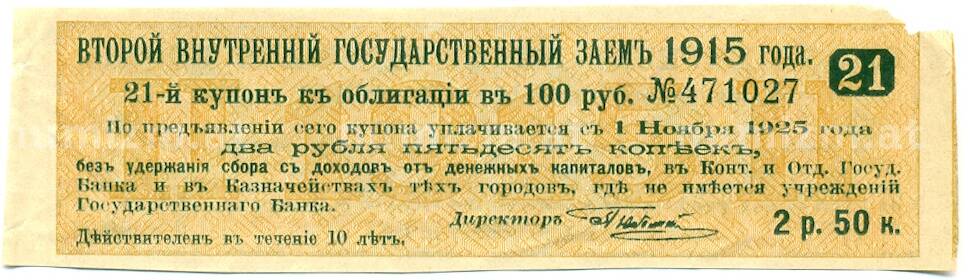 ВТОРОЙ ВНУТРЕННІЙ ГОСУДАРСТВЕННЫЙ ЗАЕМЪ 1915 года.
21
21-й купонъ къ облигаціи въ 100 руб. №471027
По предъявленіи сего купона уплачивается съ 1 Ноября 1925 года
два рубля пятьдесятъ копѣекъ,
безъ удержанія сбора съ доходовъ отъ денежныхъ капиталовъ, въ Конт. и Отд. Госуд.
Банка и въ Казначействахъ тѣхъ городовъ, гдѣ не имѣется учрежденій
Государственнаго Банка.
Директоръ
2 р. 50 к.
Дѣйствителенъ въ теченіе 10 лѣтъ.